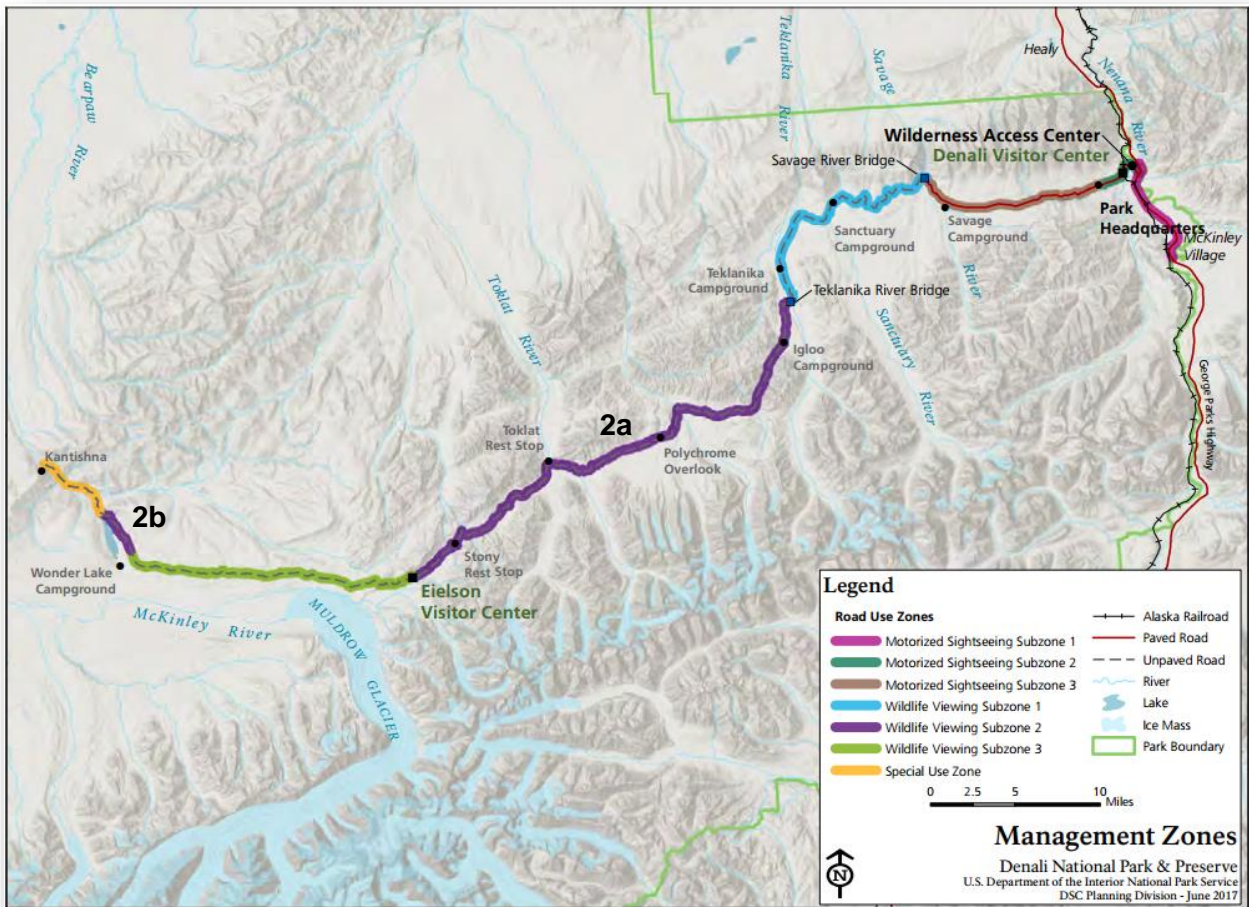 Bearpaw River
Teklanika River
Savage
Healy
Nenana River
Wilderness Access Center
Denali Visitor Center
Savage River Bridge
Park
Headquarters
McKinley
Village
Savage
Campground
River
Sanctuary
Campground
Teklanika
Campground
Teklanika River Bridge
Sanctuary River
Igloo
Campground
Toklat River
George Parks Highway
2a
Toklat
Rest Stop
Polychrome
Overlook
Kantishna
2b
Stony
Rest Stop
Wonder Lake
Campground
Eielson
Visitor Center
McKinley River
MULDROW GLACIER
Legend
Road Use Zones
Motorized Sightseeing Subzone 1
Motorized Sightseeing Subzone 2
Motorized Sightseeing Subzone 3
Wildlife Viewing Subzone 1
Wildlife Viewing Subzone 2
Wildlife Viewing Subzone 3
Special Use Zone
Alaska Railroad
Paved Road
Unpaved Road
River
Lake
Ice Mass
Park Boundary
0 2.5 5 10
Miles
Management Zones
N
Denali National Park & Preserve
U.S. Department of the Interior National Park Service
DSC Planning Division - June 2017